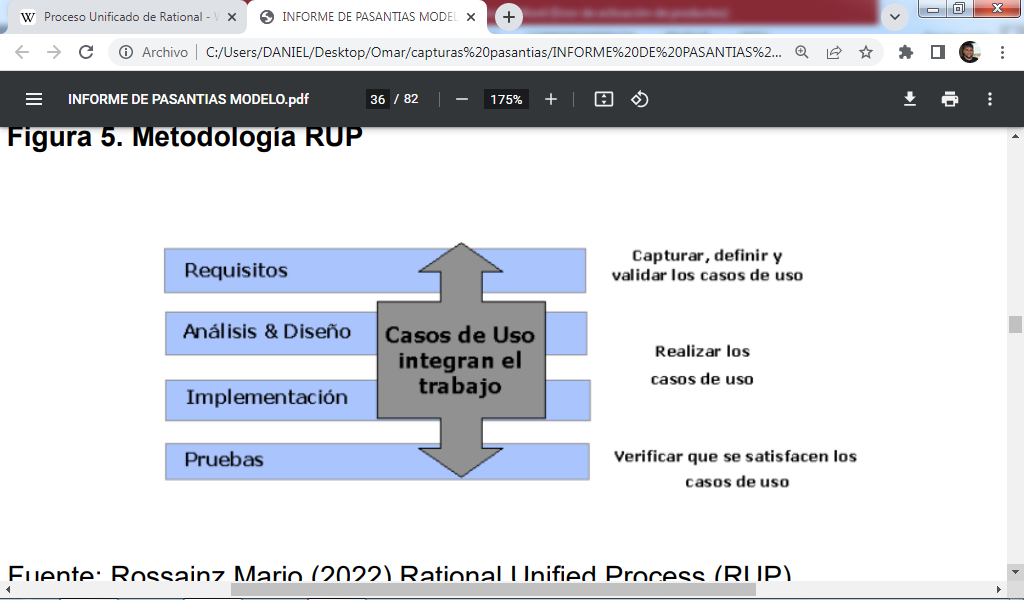 Proceso Unificado de Rational - W
INFORME DE PASANTIAS MODEL
Archivo
C:/Users/DANIEL/Desktop/Omar/capturas%20pasantias/INFORME%20DE%20PASANTIAS%2...
INFORME DE PASANTIAS MODELO.pdf
36 / 82
175%
Figura 5. Metodología RUP
Requisitos
Capturar, definir y
validar los casos de uso
Análisis & Diseño
Casos de Uso
integran el
trabajo
Realizar los
casos de uso
Implementación
Pruebas
Verificar que se satisfacen los
casos de uso
Fuente: Rossainz Mario (2022) Rational Unified Process (RUP)